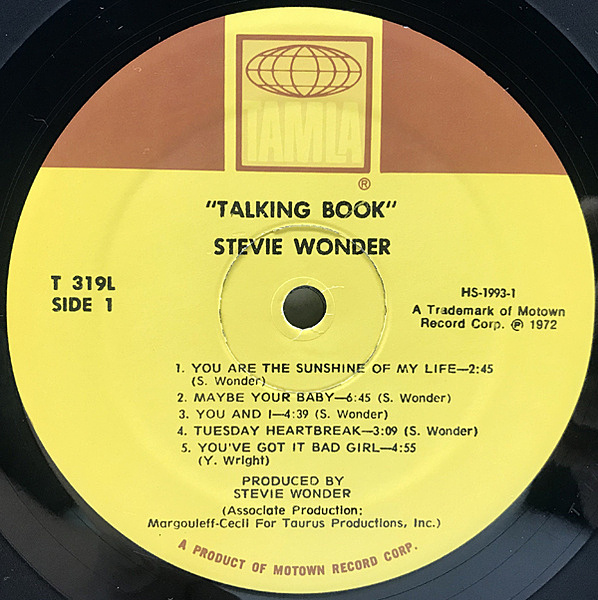 TAMLA
®
"TALKING BOOK"
STEVIE WONDER
T 319L
SIDE 1
HS-1993-1
A Trademark of Motown
Record Corp. ℗ 1972
1. YOU ARE THE SUNSHINE OF MY LIFE—2:45
(S. Wonder)
2. MAYBE YOUR BABY—6:45 (S. Wonder)
3. YOU AND I—4:39 (S. Wonder)
4. TUESDAY HEARTBREAK—3:09 (S. Wonder)
5. YOU'VE GOT IT BAD GIRL—4:55
(Y. Wright)
PRODUCED BY
STEVIE WONDER
(Associate Production:
Margouleff-Cecil For Taurus Productions, Inc.)
A PRODUCT OF MOTOWN RECORD CORP.